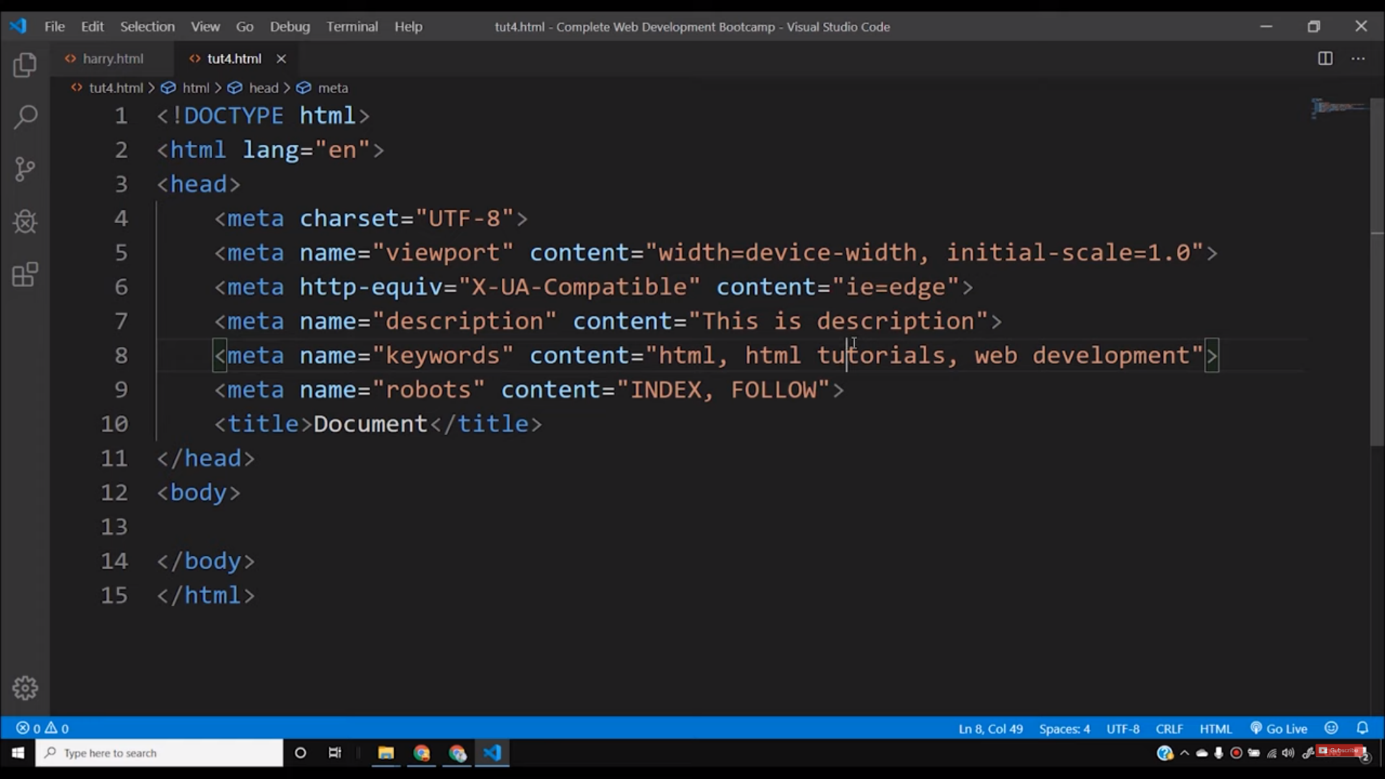 File Edit Selection View Go Debug Terminal Help tut4.html - Complete Web Development Bootcamp - Visual Studio Code
harry.html tut4.html
tut4.html > html > head > meta
1 <!DOCTYPE html>
2 <html lang="en">
3 <head>
4 <meta charset="UTF-8">
5 <meta name="viewport" content="width=device-width, initial-scale=1.0">
6 <meta http-equiv="X-UA-Compatible" content="ie=edge">
7 <meta name="description" content="This is description">
8 <meta name="keywords" content="html, html tutorials, web development">
9 <meta name="robots" content="INDEX, FOLLOW">
10 <title>Document</title>
11 </head>
12 <body>
13
14 </body>
15 </html>
0 0 Ln 8, Col 49 Spaces: 4 UTF-8 CRLF HTML Go Live
Type here to search 2